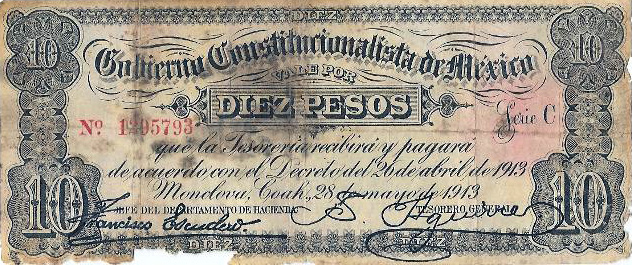 DIEZ
10 Gobierno Constitucionalista de México 10
VALE POR
DIEZ PESOS
Nº 1295793 Serie C
que la Tesorería recibirá y pagará
de acuerdo con el Decreto del 26 de abril de 1913
Monclova, Coah., 28 de mayo de 1913
10 JEFE DEL DEPARTAMENTO DE HACIENDA TESORERO GENERAL 10
Francisco Escudero
DIEZ DIEZ